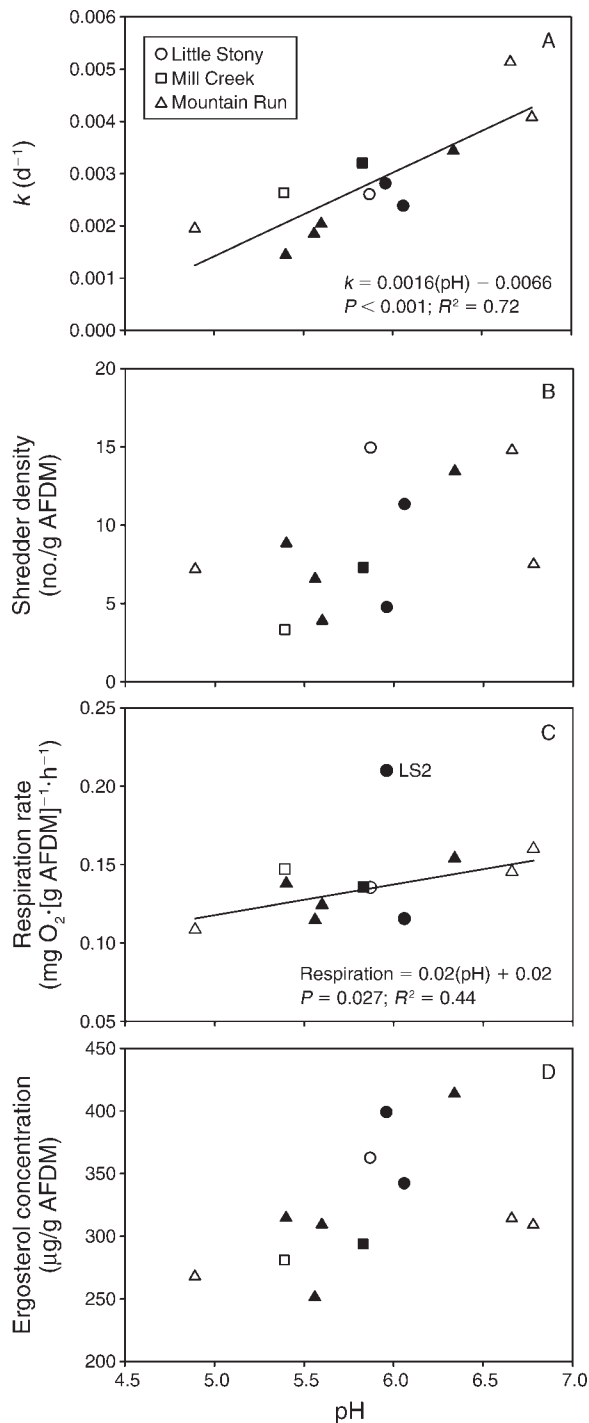 0.006
0.005
0.004
0.003
0.002
0.001
0.000
k (d⁻¹)
A
Little Stony
Mill Creek
Mountain Run
k = 0.0016(pH) − 0.0066
P < 0.001; R² = 0.72
20
15
10
5
0
Shredder density
(no./g AFDM)
B
0.25
0.20
0.15
0.10
0.05
Respiration rate
(mg O₂·[g AFDM]⁻¹·h⁻¹)
C
LS2
Respiration = 0.02(pH) + 0.02
P = 0.027; R² = 0.44
450
400
350
300
250
200
Ergosterol concentration
(µg/g AFDM)
D
4.5 5.0 5.5 6.0 6.5 7.0
pH